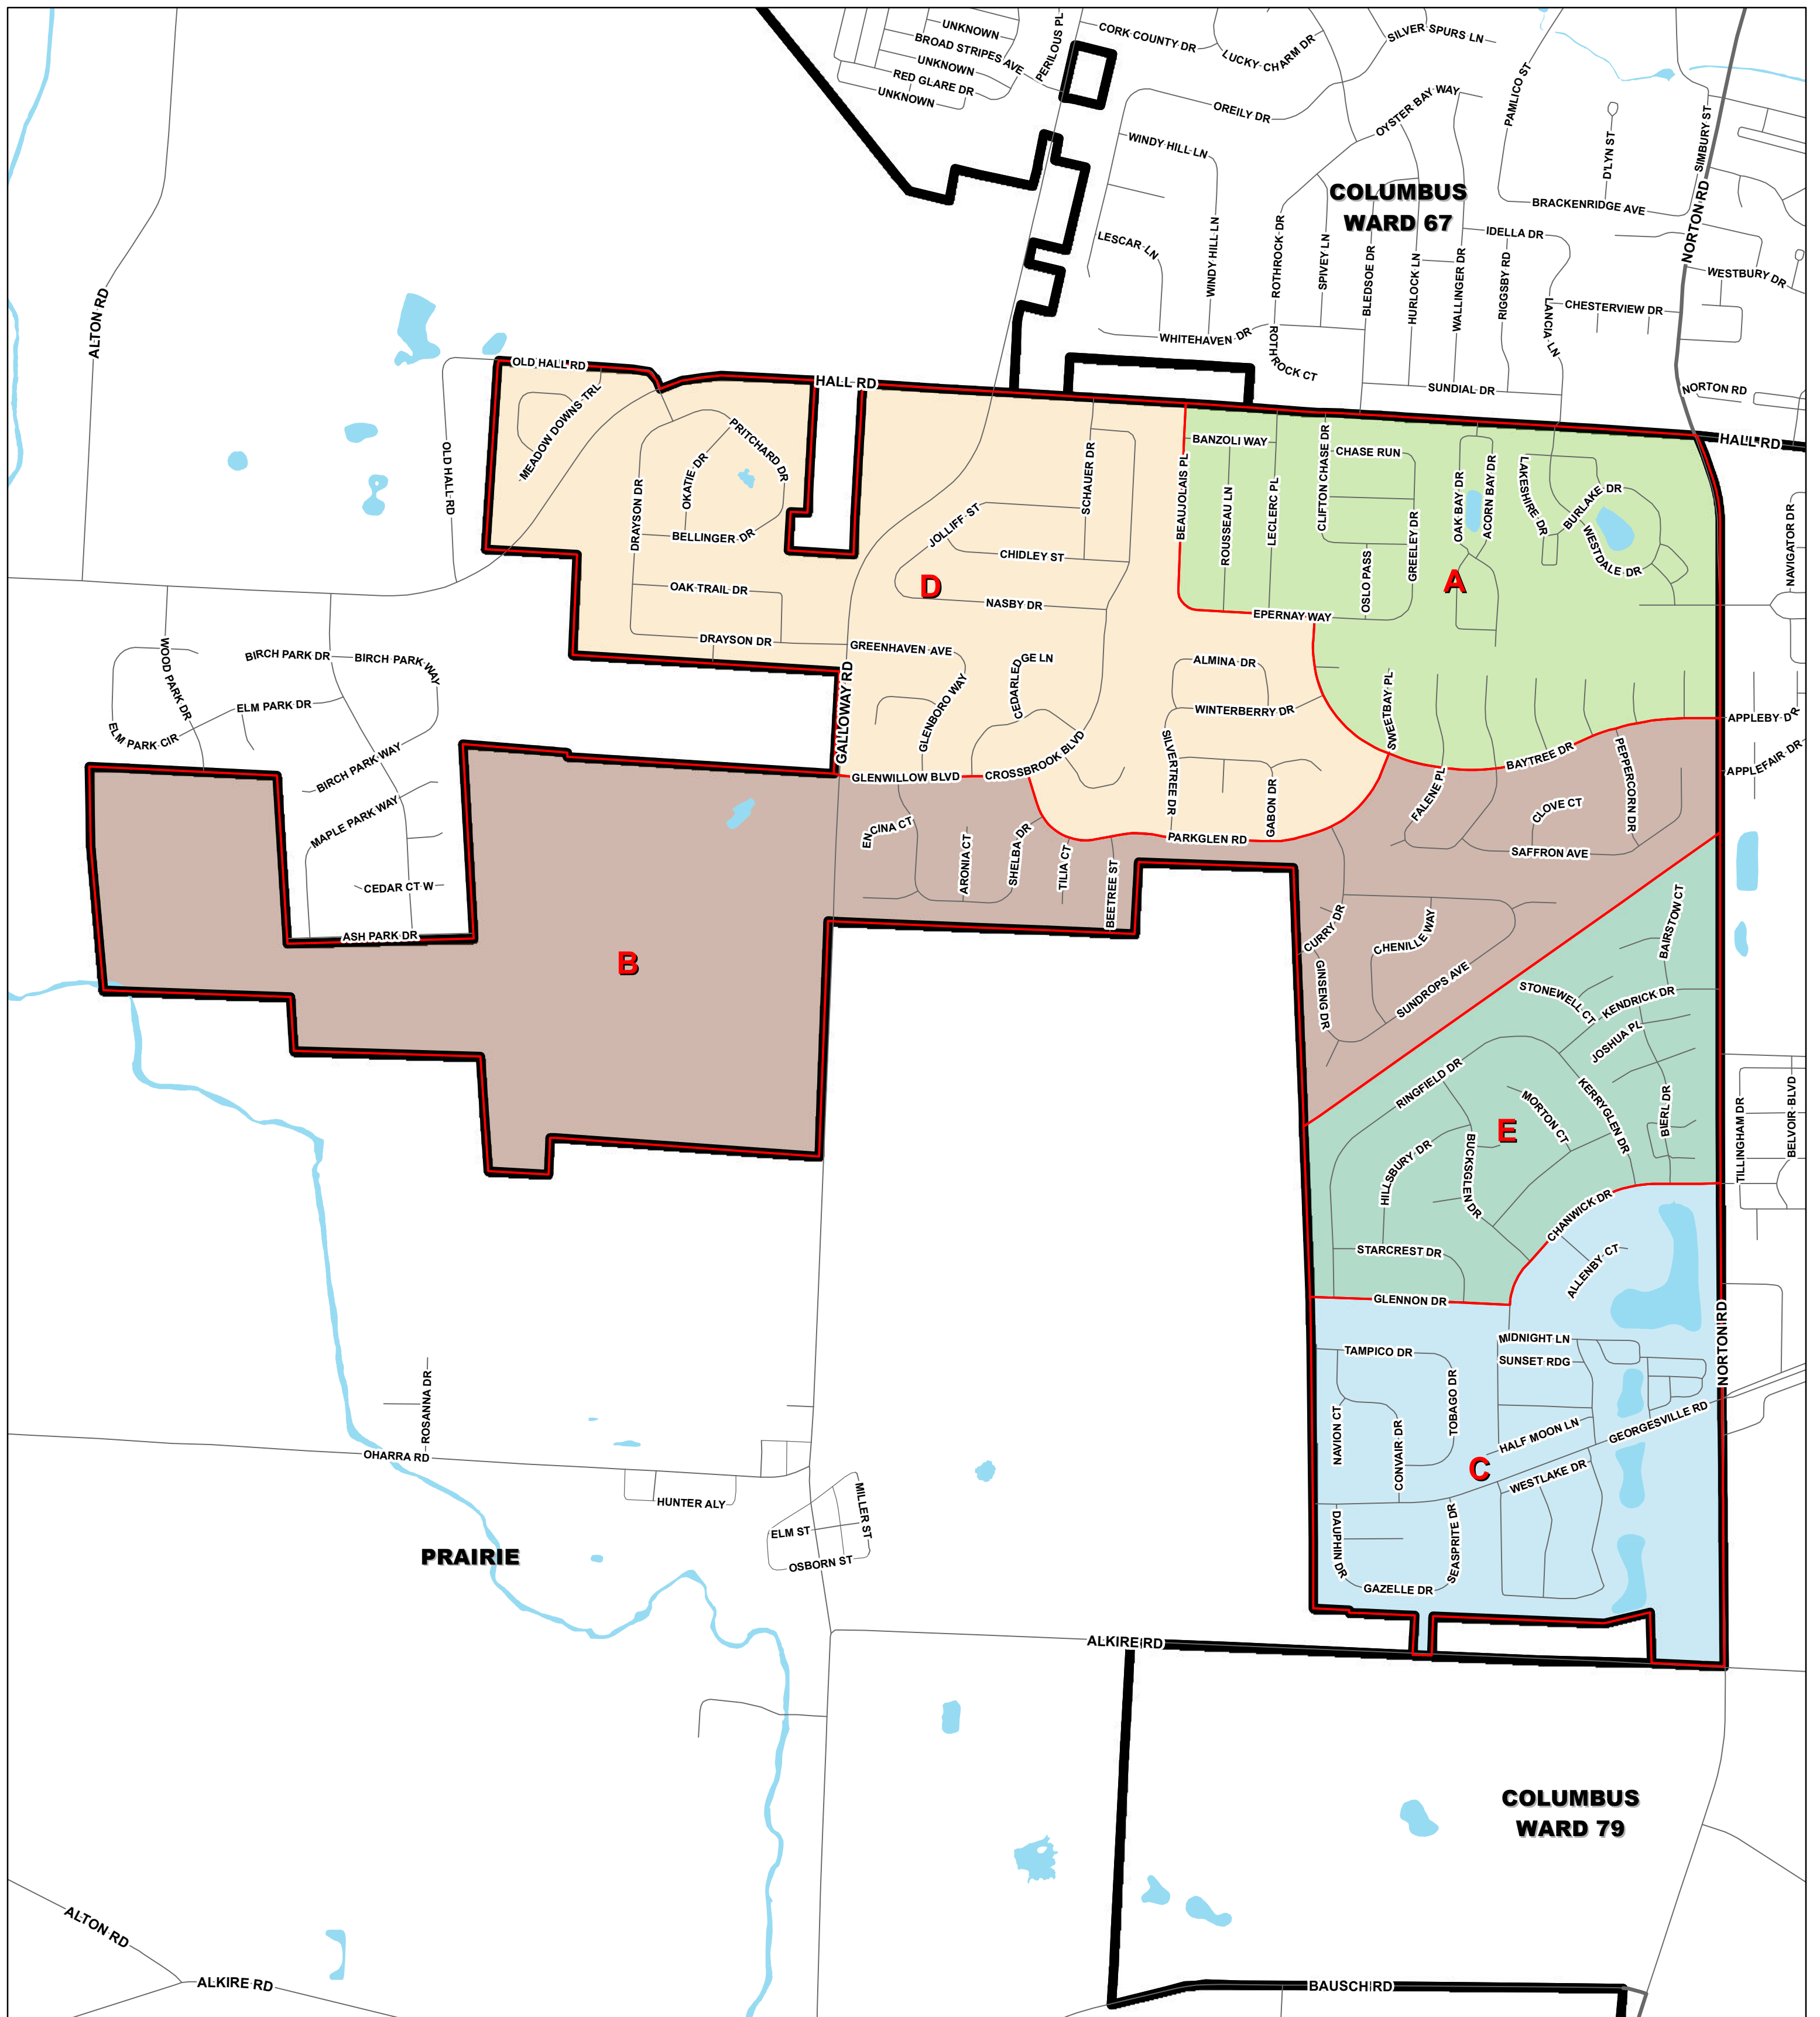 UNKNOWN
BROAD STRIPES AVE
UNKNOWN
RED GLARE DR
UNKNOWN
PERILOUS PL
CORK COUNTY DR
LUCKY CHARM DR
SILVER SPURS LN
OREILY DR
OYSTER BAY WAY
PAMLICO ST
D'LYN ST
SIMBURY ST
NORTON RD
WINDY HILL LN
COLUMBUS
WARD 67
BRACKENRIDGE AVE
LESCAR LN
WINDY HILL LN
ROTHROCK DR
SPIVEY LN
BLEDSOE DR
HURLOCK LN
WALLINGER DR
IDELLA DR
RIGGSBY RD
LANCIA LN
WESTBURY DR
CHESTERVIEW DR
WHITEHAVEN DR
ROTHROCK CT
SUNDIAL DR
NORTON RD
ALTON RD
OLD HALL RD
HALL RD
HALL RD
OLD HALL RD
MEADOW DOWNS TRL
PRITCHARD DR
OKATIE DR
DRAYSON DR
BELLINGER DR
OAK TRAIL DR
DRAYSON DR
JOLLIFF ST
SCHAUER DR
CHIDLEY ST
D
NASBY DR
GREENHAVEN AVE
BANZOLI WAY
BEAUJOLAIS PL
ROUSSEAU LN
LECLERC PL
CLIFTON CHASE DR
CHASE RUN
OSLO PASS
GREELEY DR
OAK BAY DR
ACORN BAY DR
LAKESHIRE DR
BURLAKE DR
WESTDALE DR
A
NAVIGATOR DR
EPERNAY WAY
WOOD PARK DR
BIRCH PARK DR
BIRCH PARK WAY
ELM PARK DR
ELM PARK CIR
BIRCH PARK WAY
MAPLE PARK WAY
CEDAR CT W
ASH PARK DR
GALLOWAY RD
GLENBORO WAY
CEDARLEDGE LN
ALMINA DR
WINTERBERRY DR
SILVERTREE DR
GABON DR
SWEETBAY PL
GLENWILLOW BLVD
CROSSBROOK BLVD
PARKGLEN RD
BAYTREE DR
FALENE PL
CLOVE CT
PEPPERCORN DR
SAFFRON AVE
APPLEBY DR
APPLEFAIR DR
ENCINA CT
ARONIA CT
SHELBA DR
TILIA CT
BEETREE ST
B
CURRY DR
CHENILLE WAY
GINSENG DR
SUNDROPS AVE
BAIRSTOW CT
STONEWELL CT
KENDRICK DR
JOSHUA PL
RINGFIELD DR
MORTON CT
KERRYGLEN DR
BIERL DR
E
HILLSBURY DR
BUCKSGLEN DR
CHANWICK DR
STARCREST DR
ALLENBY CT
GLENNON DR
TILLINGHAM DR
BELVOIR BLVD
NORTON RD
MIDNIGHT LN
SUNSET RDG
TAMPICO DR
TOBAGO DR
NAVION CT
CONVAIR DR
HALF MOON LN
GEORGESVILLE RD
C
WESTLAKE DR
DAUPHIN DR
SEASPRITE DR
GAZELLE DR
ROSANNA DR
OHARRA RD
HUNTER ALY
ELM ST
MILLER ST
OSBORN ST
PRAIRIE
ALKIRE RD
COLUMBUS
WARD 79
ALTON RD
ALKIRE RD
BAUSCH RD